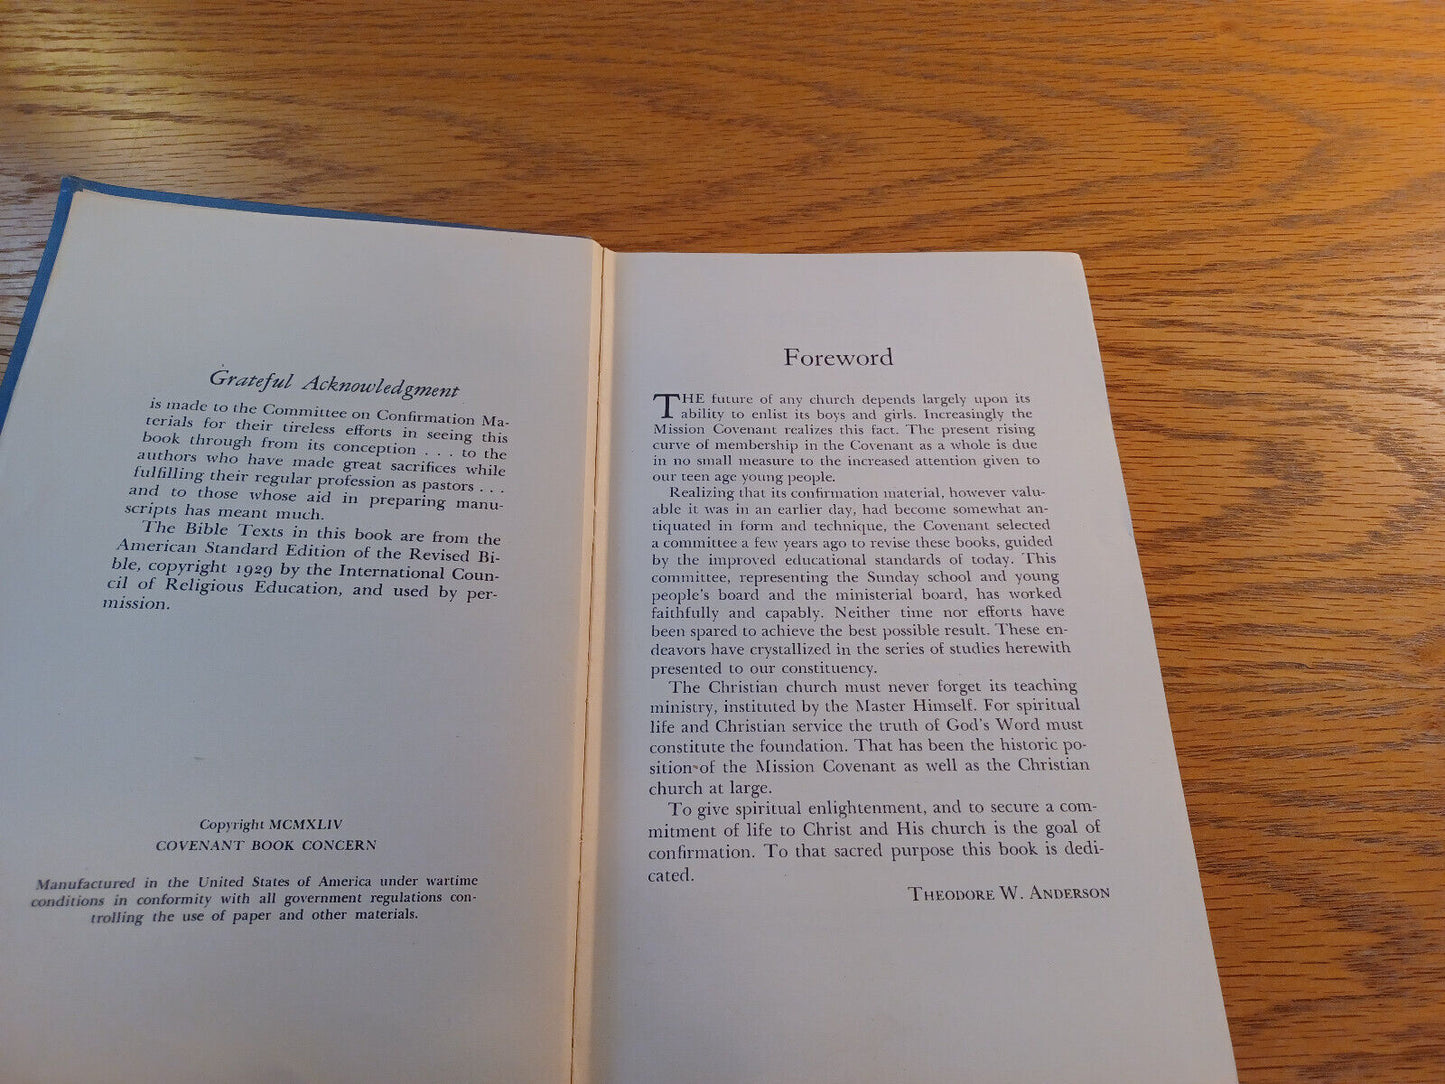 Grateful Acknowledgment
is made to the Committee on Confirmation Ma-
terials for their tireless efforts in seeing this
book through from its conception . . . to the
authors who have made great sacrifices while
fulfilling their regular profession as pastors . . .
and to those whose aid in preparing manu-
scripts has meant much.
The Bible Texts in this book are from the
American Standard Edition of the Revised Bi-
ble, copyright 1929 by the International Coun-
cil of Religious Education, and used by per-
mission.
Copyright MCMXLIV
COVENANT BOOK CONCERN
Manufactured in the United States of America under wartime
conditions in conformity with all government regulations con-
trolling the use of paper and other materials.
Foreword
THE future of any church depends largely upon its
ability to enlist its boys and girls. Increasingly the
Mission Covenant realizes this fact. The present rising
curve of membership in the Covenant as a whole is due
in no small measure to the increased attention given to
our teen age young people.
Realizing that its confirmation material, however valu-
able it was in an earlier day, had become somewhat an-
tiquated in form and technique, the Covenant selected
a committee a few years ago to revise these books, guided
by the improved educational standards of today. This
committee, representing the Sunday school and young
people's board and the ministerial board, has worked
faithfully and capably. Neither time nor efforts have
been spared to achieve the best possible result. These en-
deavors have crystallized in the series of studies herewith
presented to our constituency.
The Christian church must never forget its teaching
ministry, instituted by the Master Himself. For spiritual
life and Christian service the truth of God's Word must
constitute the foundation. That has been the historic po-
sition of the Mission Covenant as well as the Christian
church at large.
To give spiritual enlightenment, and to secure a com-
mitment of life to Christ and His church is the goal of
confirmation. To that sacred purpose this book is dedi-
cated.
THEODORE W. ANDERSON